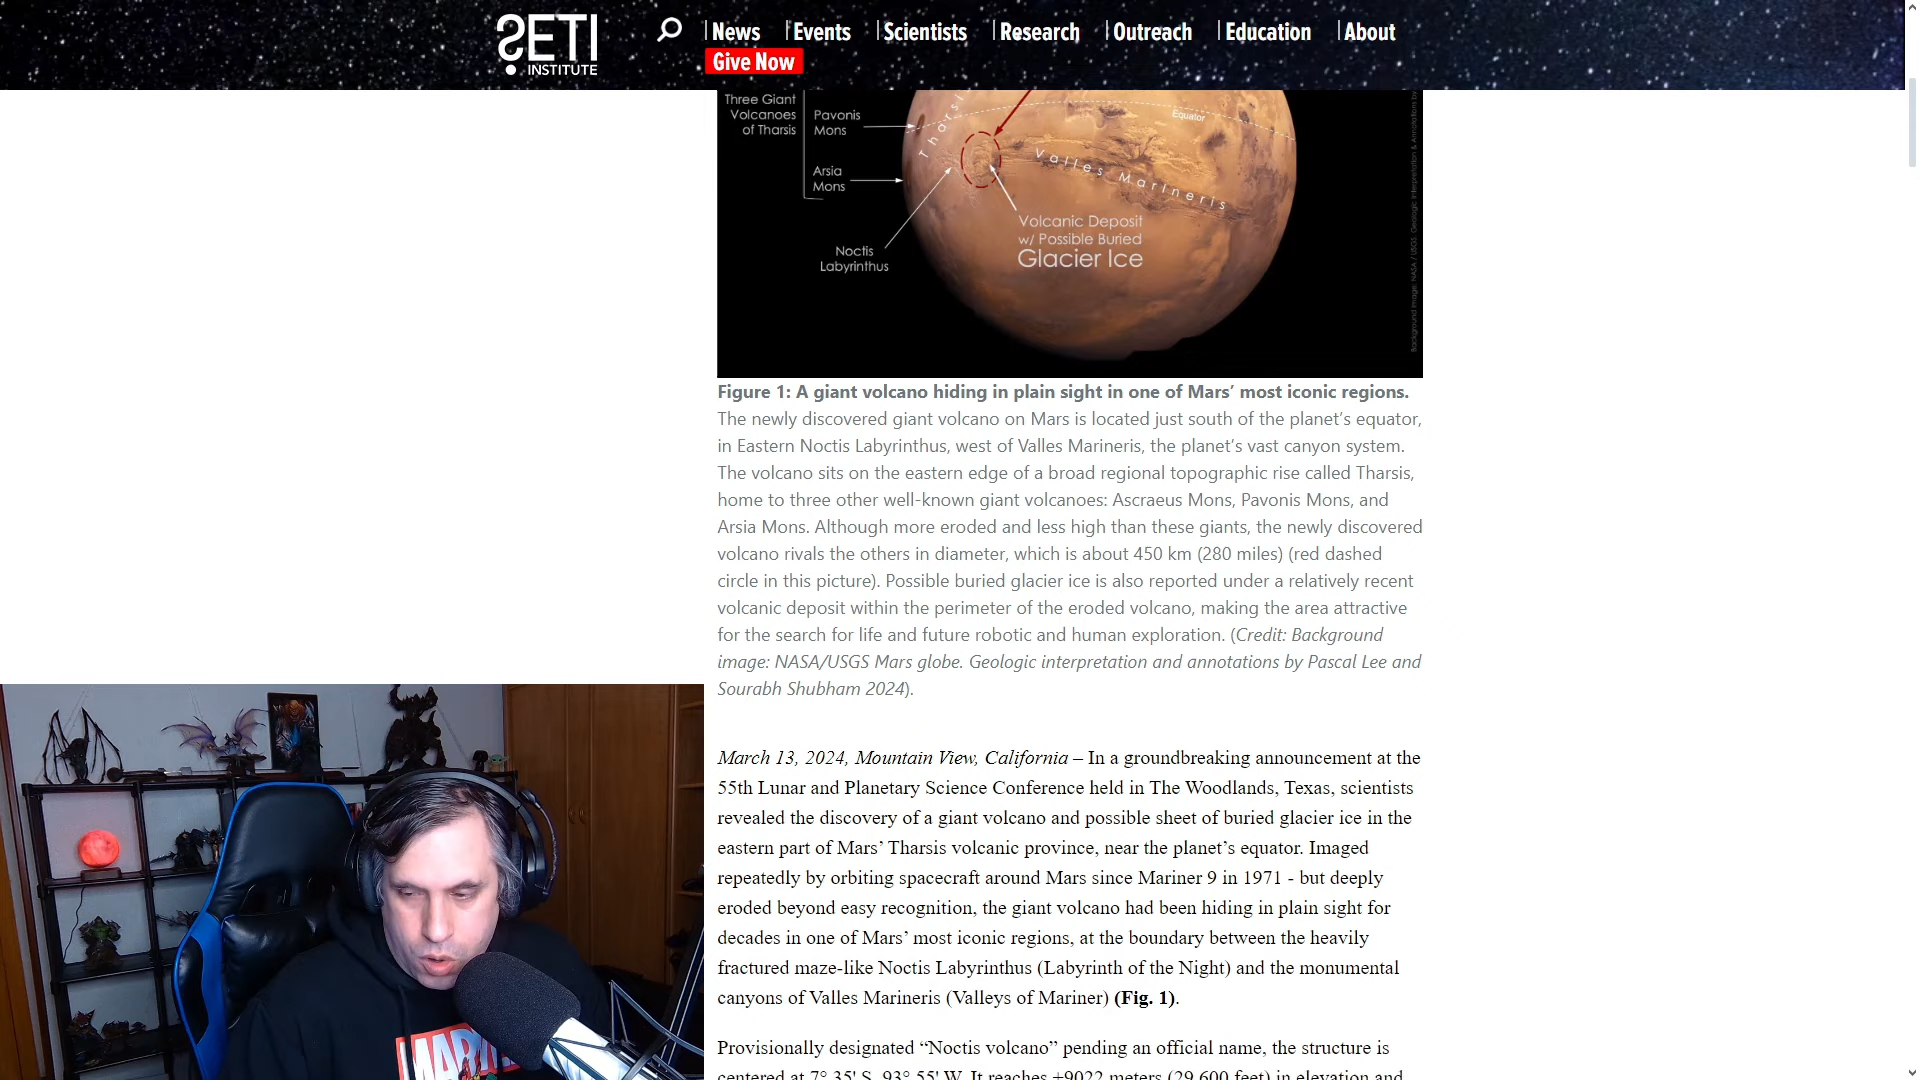 SETI
INSTITUTE
News
Events
Scientists
Research
Outreach
Education
About
Give Now
Three Giant
Volcanoes
of Tharsis
Pavonis
Mons
Arsia
Mons
Noctis
Labyrinthus
Thars
Equator
Valles Marineris
Volcanic Deposit
w/ Possible Buried
Glacier Ice
Figure 1: A giant volcano hiding in plain sight in one of Mars’ most iconic regions.
The newly discovered giant volcano on Mars is located just south of the planet’s equator,
in Eastern Noctis Labyrinthus, west of Valles Marineris, the planet’s vast canyon system.
The volcano sits on the eastern edge of a broad regional topographic rise called Tharsis,
home to three other well-known giant volcanoes: Ascraeus Mons, Pavonis Mons, and
Arsia Mons. Although more eroded and less high than these giants, the newly discovered
volcano rivals the others in diameter, which is about 450 km (280 miles) (red dashed
circle in this picture). Possible buried glacier ice is also reported under a relatively recent
volcanic deposit within the perimeter of the eroded volcano, making the area attractive
for the search for life and future robotic and human exploration. (Credit: Background
image: NASA/USGS Mars globe. Geologic interpretation and annotations by Pascal Lee and
Sourabh Shubham 2024).
March 13, 2024, Mountain View, California – In a groundbreaking announcement at the
55th Lunar and Planetary Science Conference held in The Woodlands, Texas, scientists
revealed the discovery of a giant volcano and possible sheet of buried glacier ice in the
eastern part of Mars’ Tharsis volcanic province, near the planet’s equator. Imaged
repeatedly by orbiting spacecraft around Mars since Mariner 9 in 1971 - but deeply
eroded beyond easy recognition, the giant volcano had been hiding in plain sight for
decades in one of Mars’ most iconic regions, at the boundary between the heavily
fractured maze-like Noctis Labyrinthus (Labyrinth of the Night) and the monumental
canyons of Valles Marineris (Valleys of Mariner) (Fig. 1).
Provisionally designated “Noctis volcano” pending an official name, the structure is
centered at 7° 35' S, 93° 55' W. It reaches +9022 meters (29,600 feet) in elevation and